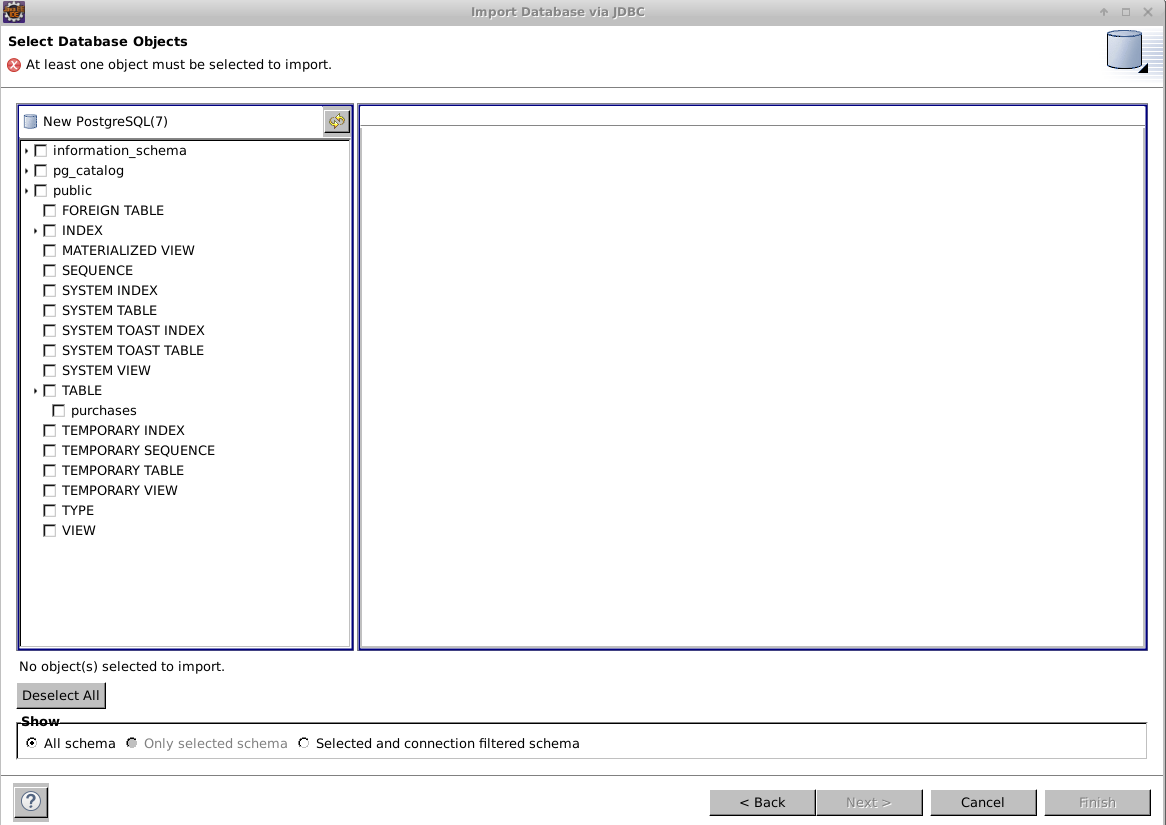 Import Database via JDBC
Select Database Objects
At least one object must be selected to import.
New PostgreSQL(7)
information_schema
pg_catalog
public
FOREIGN TABLE
INDEX
MATERIALIZED VIEW
SEQUENCE
SYSTEM INDEX
SYSTEM TABLE
SYSTEM TOAST INDEX
SYSTEM TOAST TABLE
SYSTEM VIEW
TABLE
purchases
TEMPORARY INDEX
TEMPORARY SEQUENCE
TEMPORARY TABLE
TEMPORARY VIEW
TYPE
VIEW
No object(s) selected to import.
Deselect All
Show
All schema Only selected schema Selected and connection filtered schema
? < Back Next > Cancel Finish